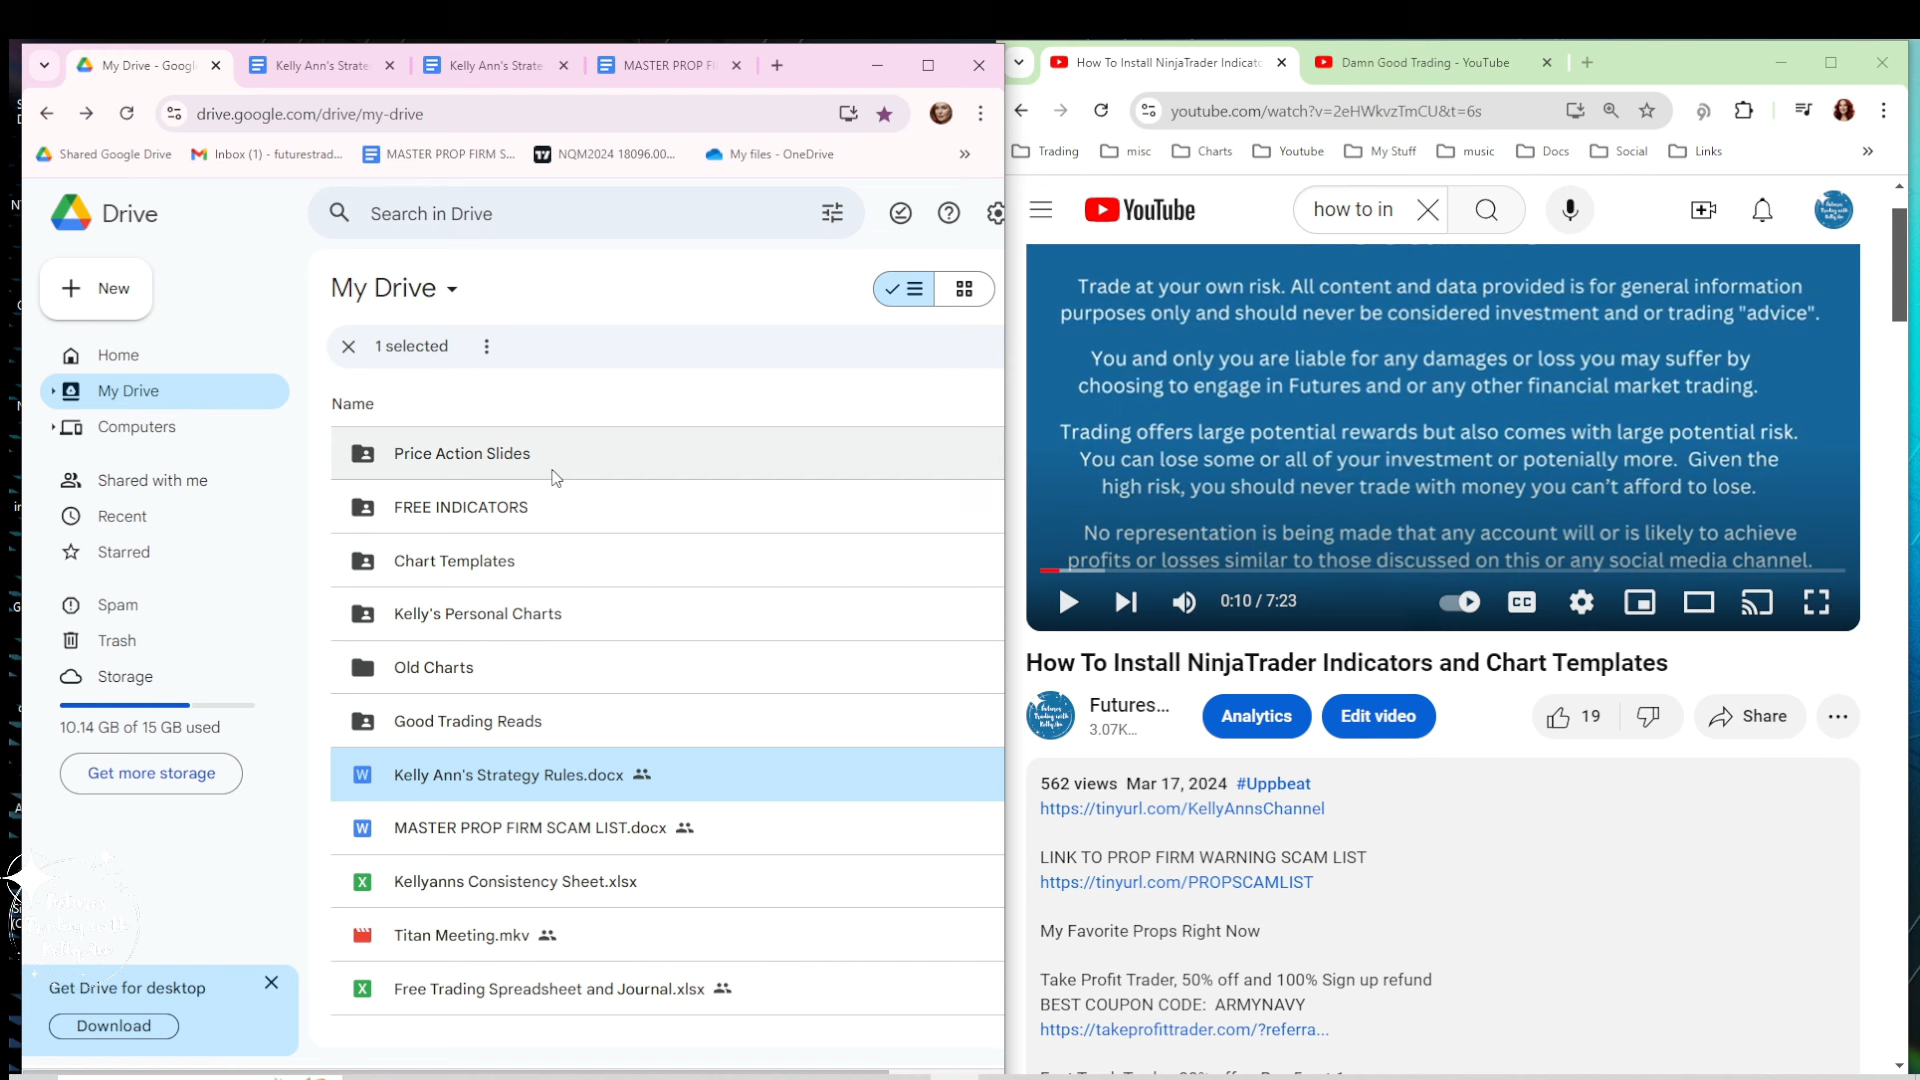 My Drive - Googl
Kelly Ann's Strate
Kelly Ann's Strate
MASTER PROP FI
drive.google.com/drive/my-drive
Shared Google Drive
Inbox (1) - futurestrad...
MASTER PROP FIRM S...
NQM2024 18096.00...
My files - OneDrive
Drive
Search in Drive
New
My Drive
1 selected
Home
My Drive
Computers
Name
Shared with me
Recent
Starred
Spam
Trash
Storage
10.14 GB of 15 GB used
Get more storage
Price Action Slides
FREE INDICATORS
Chart Templates
Kelly's Personal Charts
Old Charts
Good Trading Reads
Kelly Ann's Strategy Rules.docx
MASTER PROP FIRM SCAM LIST.docx
Kellyanns Consistency Sheet.xlsx
Titan Meeting.mkv
Free Trading Spreadsheet and Journal.xlsx
Futures
Trading with
Kelly Ann
Get Drive for desktop
Download
How To Install NinjaTrader Indicato
Damn Good Trading - YouTube
youtube.com/watch?v=2eHWkvzTmCU&t=6s
Trading
misc
Charts
Youtube
My Stuff
music
Docs
Social
Links
YouTube
how to in
Trade at your own risk. All content and data provided is for general information
purposes only and should never be considered investment and or trading "advice".
You and only you are liable for any damages or loss you may suffer by
choosing to engage in Futures and or any other financial market trading.
Trading offers large potential rewards but also comes with large potential risk.
You can lose some or all of your investment or potenially more. Given the
high risk, you should never trade with money you can't afford to lose.
No representation is being made that any account will or is likely to achieve
profits or losses similar to those discussed on this or any social media channel.
0:10 / 7:23
CC
How To Install NinjaTrader Indicators and Chart Templates
Futures...
3.07K...
Analytics
Edit video
19
Share
562 views Mar 17, 2024 #Uppbeat
https://tinyurl.com/KellyAnnsChannel
LINK TO PROP FIRM WARNING SCAM LIST
https://tinyurl.com/PROPSCAMLIST
My Favorite Props Right Now
Take Profit Trader, 50% off and 100% Sign up refund
BEST COUPON CODE: ARMYNAVY
https://takeprofittrader.com/?referra...